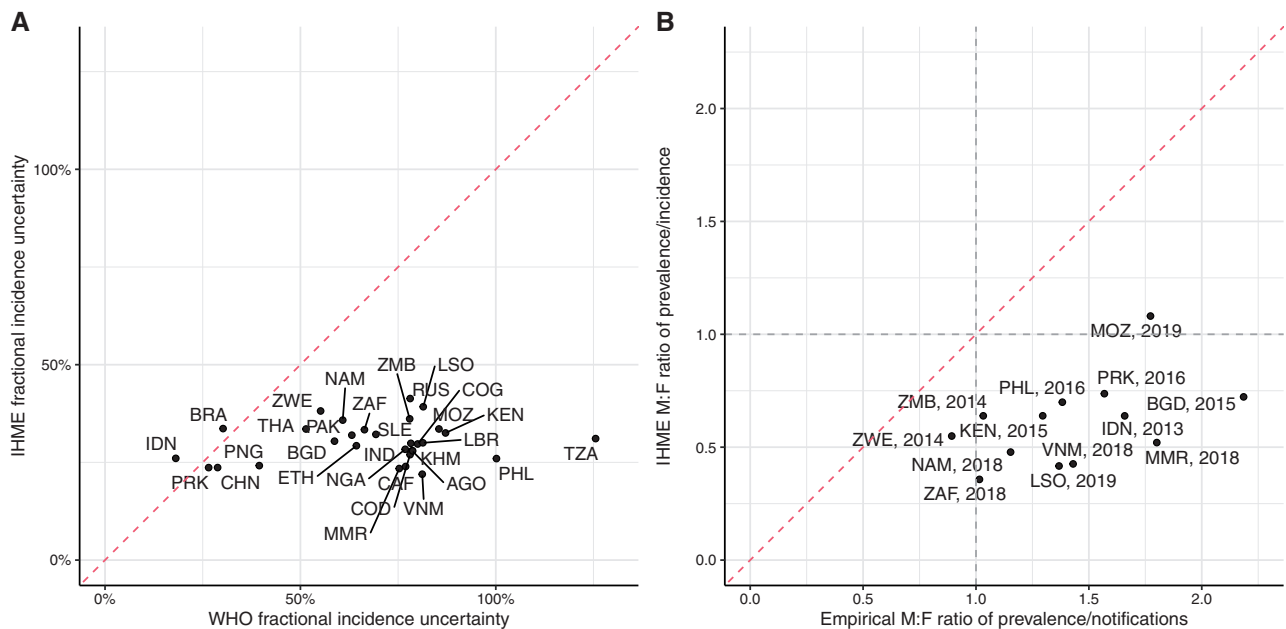 A
IHME fractional incidence uncertainty
100%
50%
0%
0%
50%
100%
WHO fractional incidence uncertainty
ZMB
LSO
NAM
RUS
COG
ZWE
BRA
THA
PAK
ZAF
MOZ
KEN
SLE
IDN
PNG
BGD
IND
LBR
TZA
KHM
PRK
CHN
ETH
NGA
CAF
AGO
PHL
COD
VNM
MMR
B
IHME M:F ratio of prevalence/incidence
2.0
1.5
1.0
0.5
0.0
0.0
0.5
1.0
1.5
2.0
Empirical M:F ratio of prevalence/notifications
MOZ, 2019
PHL, 2016
PRK, 2016
ZMB, 2014
BGD, 2015
KEN, 2015
IDN, 2013
ZWE, 2014
VNM, 2018
MMR, 2018
NAM, 2018
LSO, 2019
ZAF, 2018